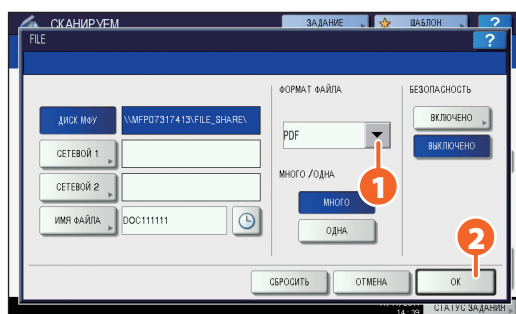 СКАНИРУЕМ
ЗАДАНИЕ
ШАБЛОН
?
FILE
?
ФОРМАТ ФАЙЛА
БЕЗОПАСНОСТЬ
ДИСК МФУ
\\MFP07317413\FILE_SHARE\
PDF
ВКЛЮЧЕНО
ВЫКЛЮЧЕНО
СЕТЕВОЙ 1
1
МНОГО /ОДНА
СЕТЕВОЙ 2
МНОГО
ИМЯ ФАЙЛА
DOC111111
ОДНА
2
СБРОСИТЬ
ОТМЕНА
OK
14:39
СТАТУС ЗАДАНИЯ